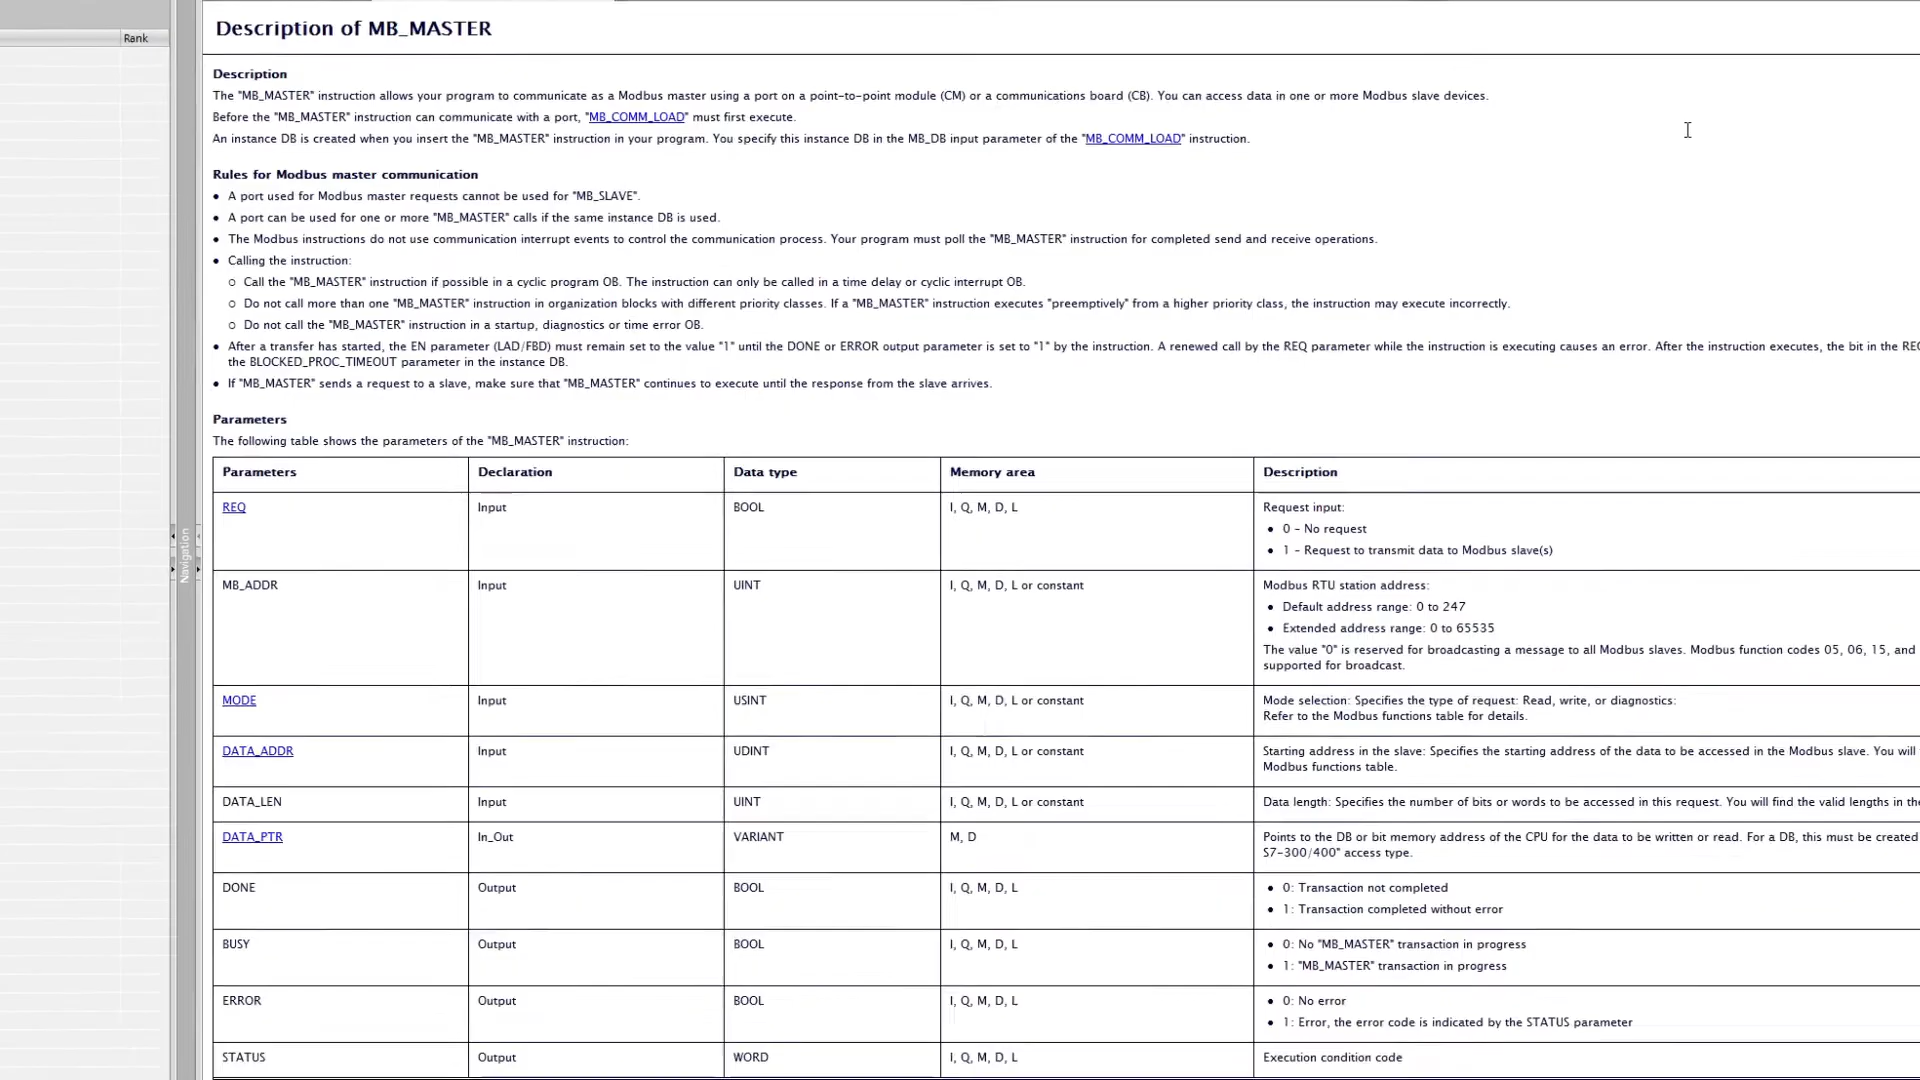 Rank
Navigation
Description of MB_MASTER
Description
The "MB_MASTER" instruction allows your program to communicate as a Modbus master using a port on a point-to-point module (CM) or a communications board (CB). You can access data in one or more Modbus slave devices.
Before the "MB_MASTER" instruction can communicate with a port, "MB_COMM_LOAD" must first execute.
An instance DB is created when you insert the "MB_MASTER" instruction in your program. You specify this instance DB in the MB_DB input parameter of the "MB_COMM_LOAD" instruction.
Rules for Modbus master communication
• A port used for Modbus master requests cannot be used for "MB_SLAVE".
• A port can be used for one or more "MB_MASTER" calls if the same instance DB is used.
• The Modbus instructions do not use communication interrupt events to control the communication process. Your program must poll the "MB_MASTER" instruction for completed send and receive operations.
• Calling the instruction:
○ Call the "MB_MASTER" instruction if possible in a cyclic program OB. The instruction can only be called in a time delay or cyclic interrupt OB.
○ Do not call more than one "MB_MASTER" instruction in organization blocks with different priority classes. If a "MB_MASTER" instruction executes "preemptively" from a higher priority class, the instruction may execute incorrectly.
○ Do not call the "MB_MASTER" instruction in a startup, diagnostics or time error OB.
• After a transfer has started, the EN parameter (LAD/FBD) must remain set to the value "1" until the DONE or ERROR output parameter is set to "1" by the instruction. A renewed call by the REQ parameter while the instruction is executing causes an error. After the instruction executes, the bit in the REQ
the BLOCKED_PROC_TIMEOUT parameter in the instance DB.
• If "MB_MASTER" sends a request to a slave, make sure that "MB_MASTER" continues to execute until the response from the slave arrives.
Parameters
The following table shows the parameters of the "MB_MASTER" instruction:
Parameters Declaration Data type Memory area Description
REQ Input BOOL I, Q, M, D, L Request input:
• 0 – No request
• 1 – Request to transmit data to Modbus slave(s)
MB_ADDR Input UINT I, Q, M, D, L or constant Modbus RTU station address:
• Default address range: 0 to 247
• Extended address range: 0 to 65535
The value "0" is reserved for broadcasting a message to all Modbus slaves. Modbus function codes 05, 06, 15, and
supported for broadcast.
MODE Input USINT I, Q, M, D, L or constant Mode selection: Specifies the type of request: Read, write, or diagnostics:
Refer to the Modbus functions table for details.
DATA_ADDR Input UDINT I, Q, M, D, L or constant Starting address in the slave: Specifies the starting address of the data to be accessed in the Modbus slave. You will
Modbus functions table.
DATA_LEN Input UINT I, Q, M, D, L or constant Data length: Specifies the number of bits or words to be accessed in this request. You will find the valid lengths in the
DATA_PTR In_Out VARIANT M, D Points to the DB or bit memory address of the CPU for the data to be written or read. For a DB, this must be created
S7-300/400" access type.
DONE Output BOOL I, Q, M, D, L • 0: Transaction not completed
• 1: Transaction completed without error
BUSY Output BOOL I, Q, M, D, L • 0: No "MB_MASTER" transaction in progress
• 1: "MB_MASTER" transaction in progress
ERROR Output BOOL I, Q, M, D, L • 0: No error
• 1: Error, the error code is indicated by the STATUS parameter
STATUS Output WORD I, Q, M, D, L Execution condition code